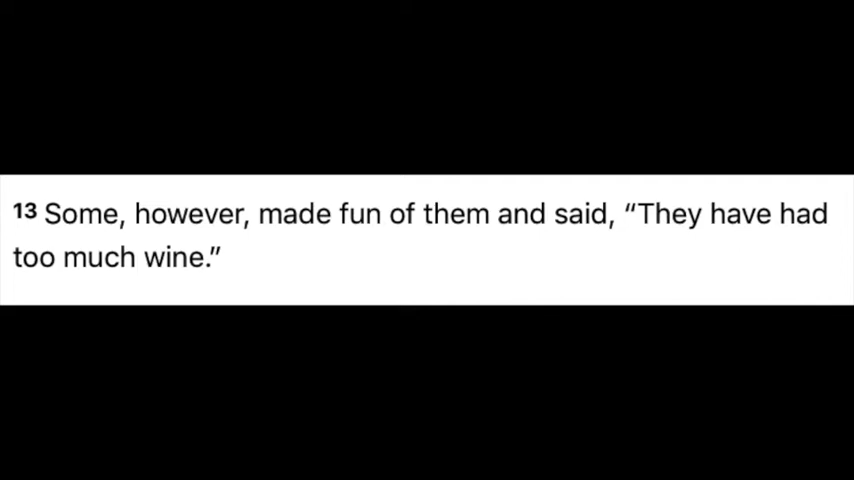 13 Some, however, made fun of them and said, “They have had
too much wine.”